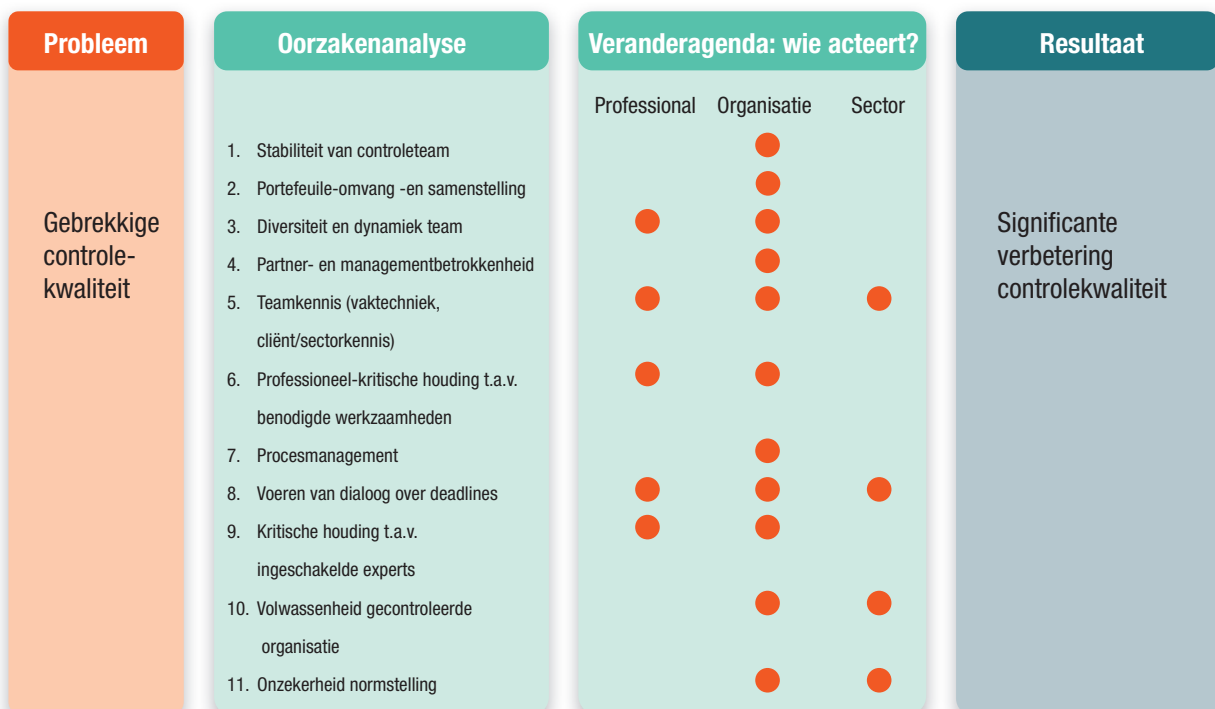 Probleem
Gebrekkige
controle-
kwaliteit
Oorzakenanalyse
1. Stabiliteit van controleteam
2. Portefeuile-omvang -en samenstelling
3. Diversiteit en dynamiek team
4. Partner- en managementbetrokkenheid
5. Teamkennis (vaktechniek,
cliënt/sectorkennis)
6. Professioneel-kritische houding t.a.v.
benodigde werkzaamheden
7. Procesmanagement
8. Voeren van dialoog over deadlines
9. Kritische houding t.a.v.
ingeschakelde experts
10. Volwassenheid gecontroleerde
organisatie
11. Onzekerheid normstelling
Veranderagenda: wie acteert?
Professional Organisatie Sector
Resultaat
Significante
verbetering
controlekwaliteit